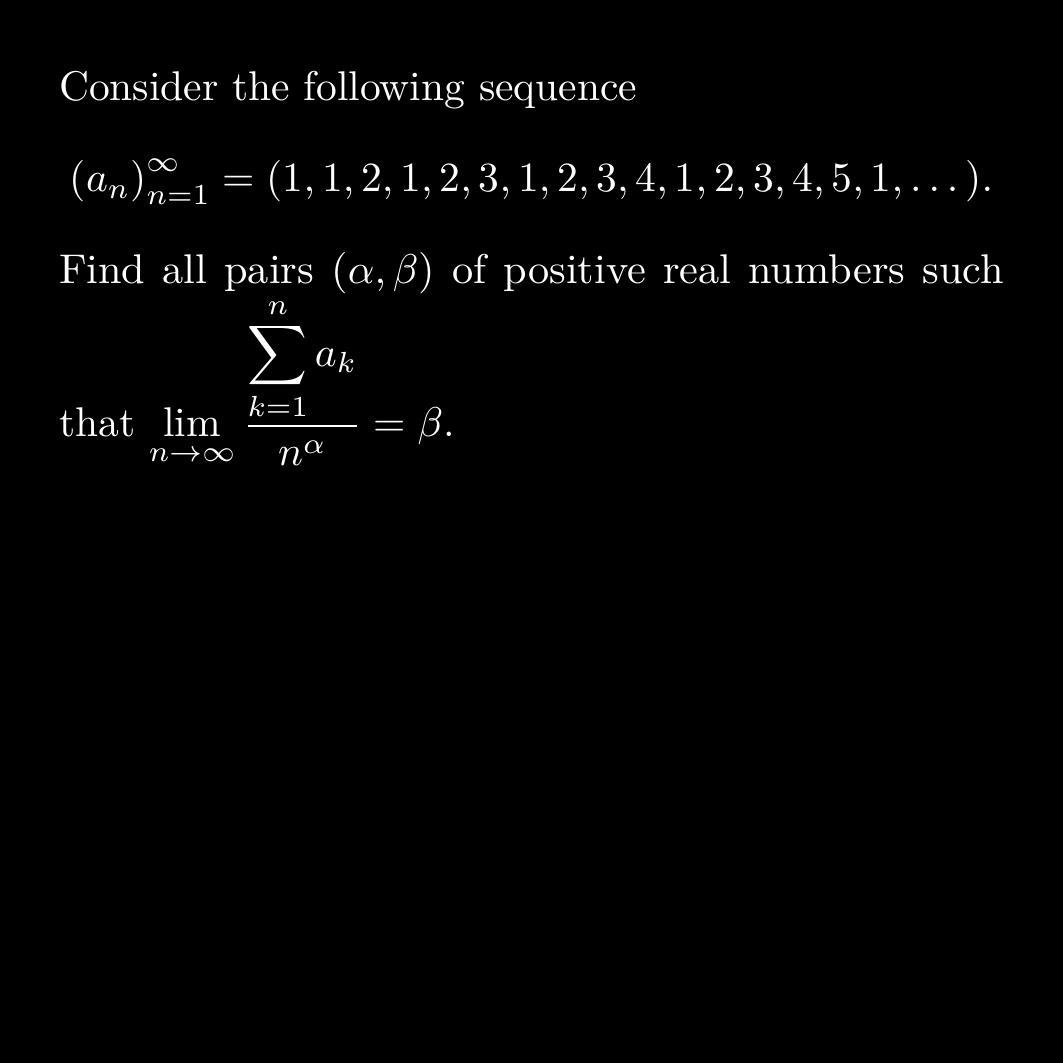 Consider the following sequence
$(a_n)_{n=1}^{\infty} = (1, 1, 2, 1, 2, 3, 1, 2, 3, 4, 1, 2, 3, 4, 5, 1, \ldots).$
Find all pairs $(\alpha, \beta)$ of positive real numbers such
that $\lim_{n \to \infty} \frac{\sum_{k=1}^{n} a_k}{n^{\alpha}} = \beta.$